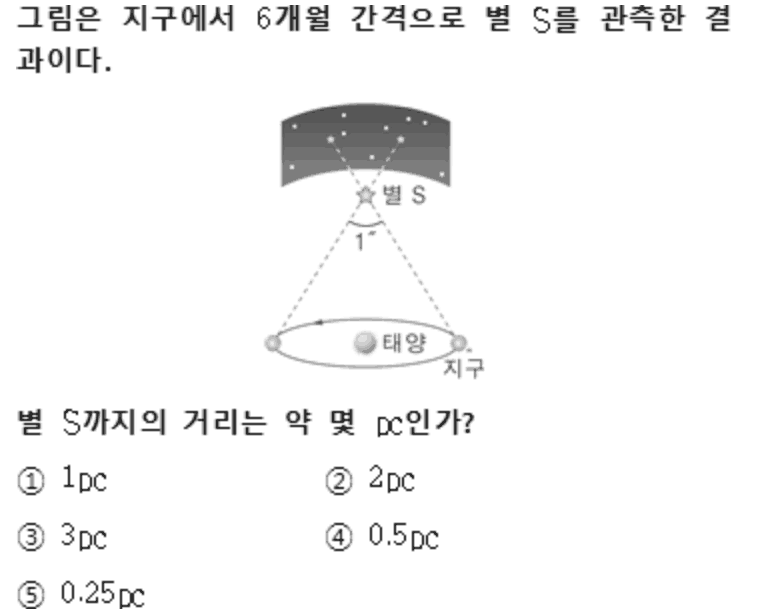 그림은 지구에서 6개월 간격으로 별 S를 관측한 결
과이다.
별 S
1″
태양
지구
별 S까지의 거리는 약 몇 pc인가?
① 1pc
② 2pc
③ 3pc
④ 0.5pc
⑤ 0.25pc